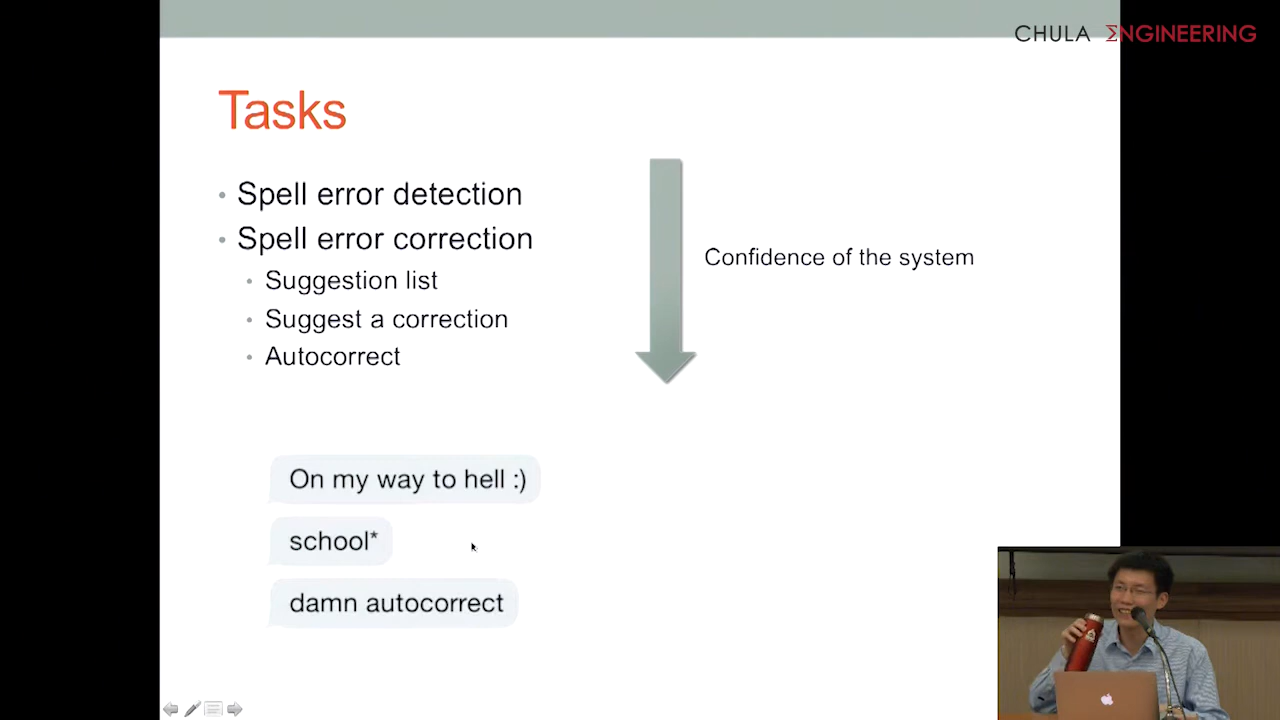 CHULA ΣNGINEERING
Tasks
• Spell error detection
• Spell error correction
• Suggestion list
• Suggest a correction
• Autocorrect
Confidence of the system
On my way to hell :)
school*
damn autocorrect